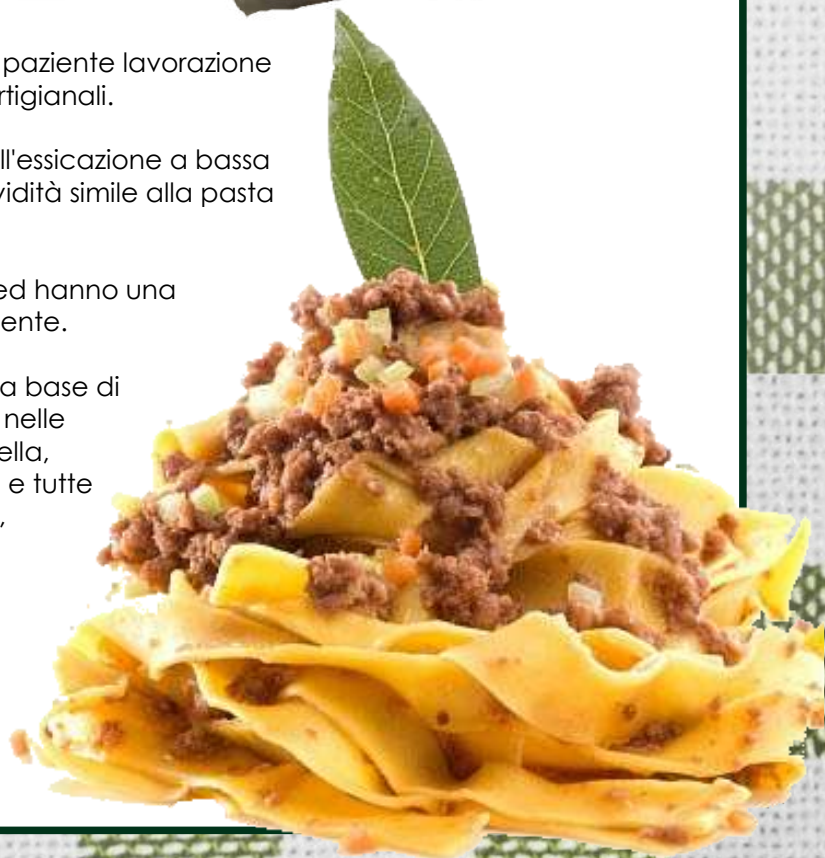 paziente lavorazione
rtigianali.
ll'essicazione a bassa
vidità simile alla pasta
ed hanno una
ente.
a base di
nelle
ella,
e tutte
,